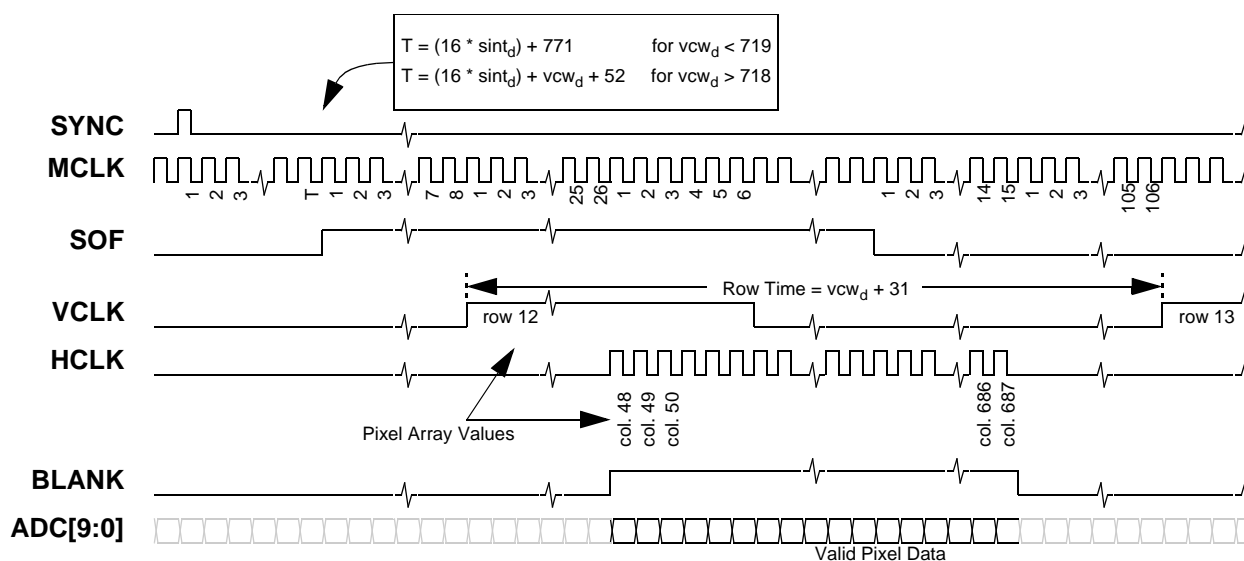 T = (16 * sint_d) + 771 for vcw_d < 719
T = (16 * sint_d) + vcw_d + 52 for vcw_d > 718
SYNC
MCLK
1 2 3 T 1 2 3 7 8 1 2 3 25 26 1 2 3 4 5 6 1 2 3 14 15 1 2 3 105 106
SOF
Row Time = vcw_d + 31
VCLK
row 12 row 13
HCLK
col. 48 col. 49 col. 50 col. 686 col. 687
Pixel Array Values
BLANK
ADC[9:0]
Valid Pixel Data